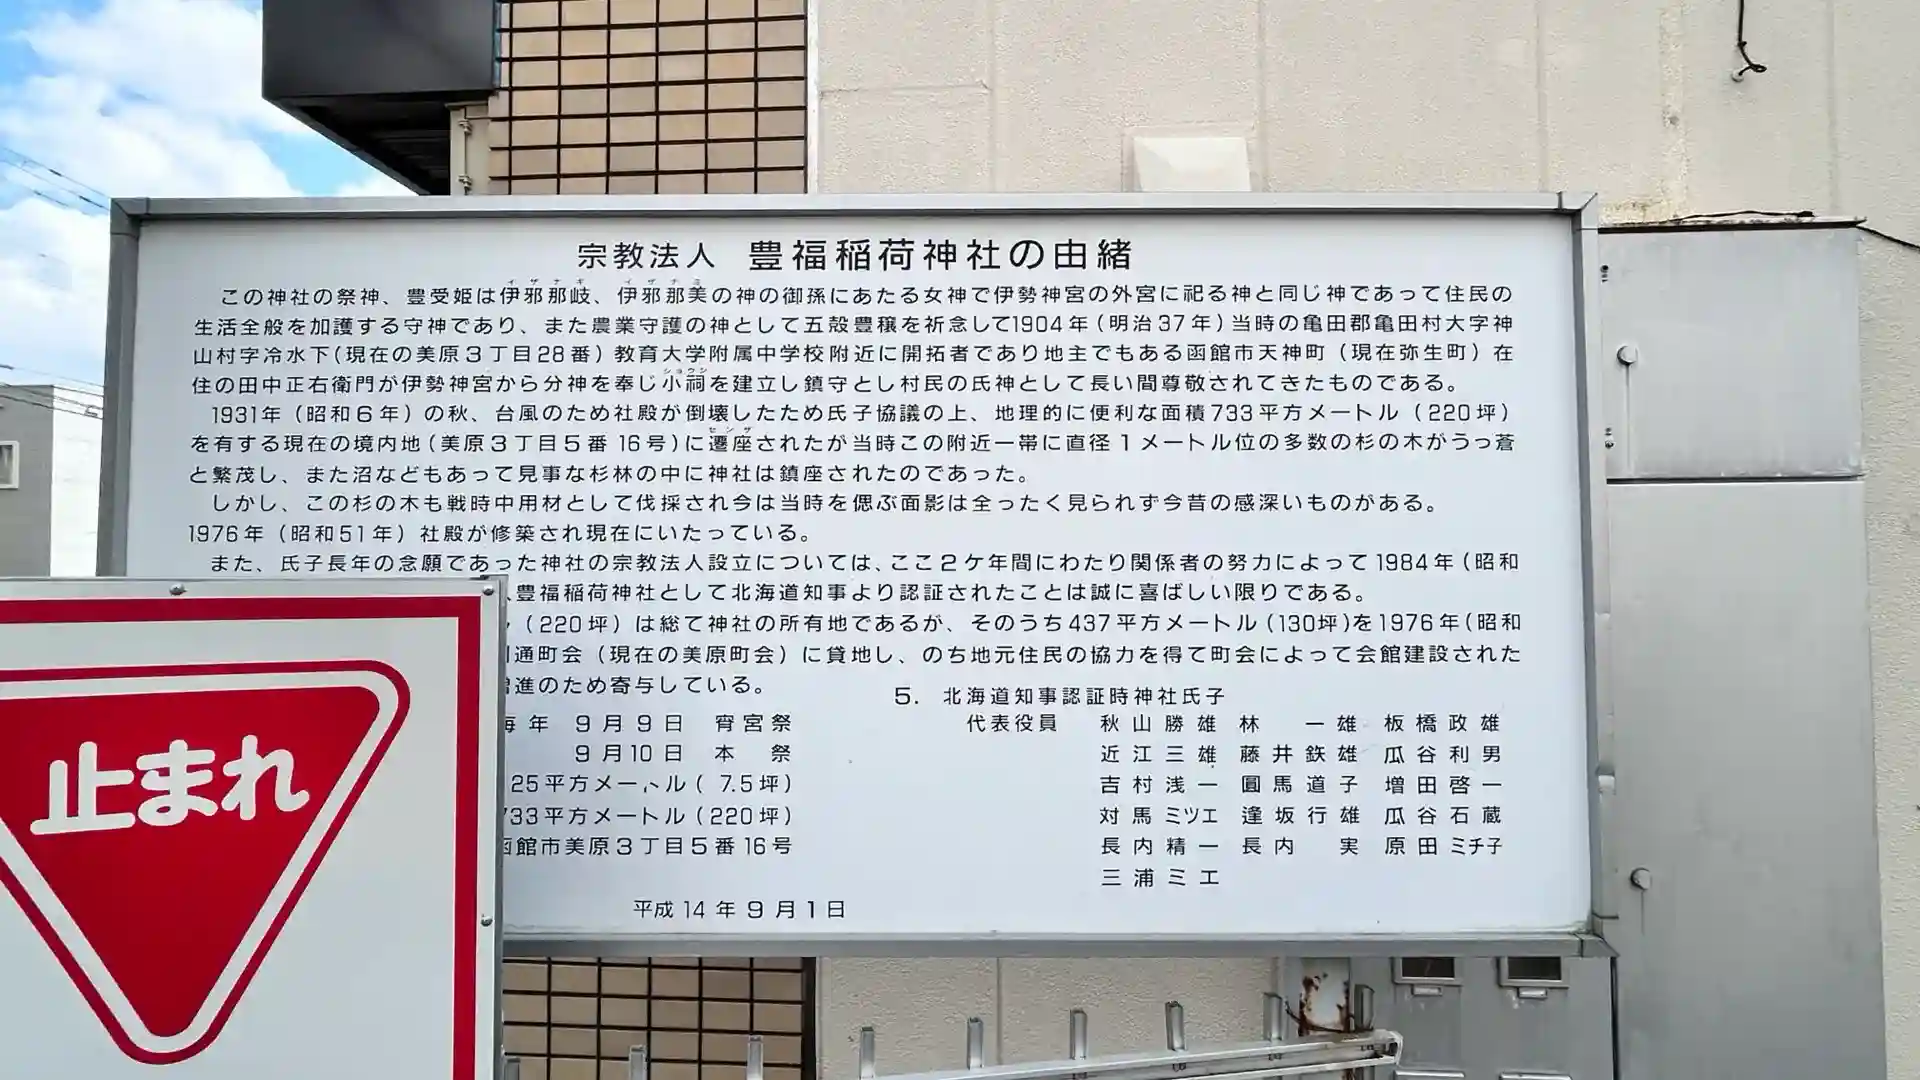 宗教法人 豊福稲荷神社の由緒
この神社の祭神、豊受姫は伊邪那岐、伊邪那美の神の御孫にあたる女神で伊勢神宮の外宮に祀る神と同じ神であって住民の
生活全般を加護する守神であり、また農業守護の神として五殻豊穣を祈念して1904年(明治37年)当時の亀田郡亀田村大字神
山村字冷水下(現在の美原3丁目28番)教育大学附属中学校附近に開拓者であり地主でもある函館市天神町(現在弥生町)在
住の田中正右衛門が伊勢神宮から分神を奉じ小祠を建立し鎮守とし村民の氏神として長い間尊敬されてきたものである。
1931年(昭和6年)の秋、台風のため社殿が倒壊したため氏子協議の上、地理的に便利な面積733平方メートル(220坪)
を有する現在の境内地(美原3丁目5番16号)に遷座されたが当時この附近一帯に直径1メートル位の多数の杉の木がうっ蒼
と繁茂し、また沼などもあって見事な杉林の中に神社は鎮座されたのであった。
しかし、この杉の木も戦時中用材として伐採され今は当時を偲ぶ面影は全ったく見られず今昔の感深いものがある。
1976年(昭和51年)社殿が修築され現在にいたっている。
また、氏子長年の念願であった神社の宗教法人設立については、ここ2ケ年間にわたり関係者の努力によって1984年(昭和
豊福稲荷神社として北海道知事より認証されたことは誠に喜ばしい限りである。
(220坪)は総て神社の所有地であるが、そのうち437平方メートル(130坪)を1976年(昭和
通町会(現在の美原町会)に貸地し、のち地元住民の協力を得て町会によって会館建設された
増進のため寄与している。
毎年 9月9日 宵宮祭
9月10日 本 祭
25平方メートル(7.5坪)
733平方メートル(220坪)
函館市美原3丁目5番16号
平成14年9月1日
5. 北海道知事認証時神社氏子
代表役員 秋山勝雄 林 一雄 板橋政雄
近江三雄 藤井鉄雄 瓜谷利男
吉村浅一 圓馬道子 増田啓一
対馬ミツエ 逢坂行雄 瓜谷石蔵
長内精一 長内 実 原田ミチ子
三浦ミエ
止まれ